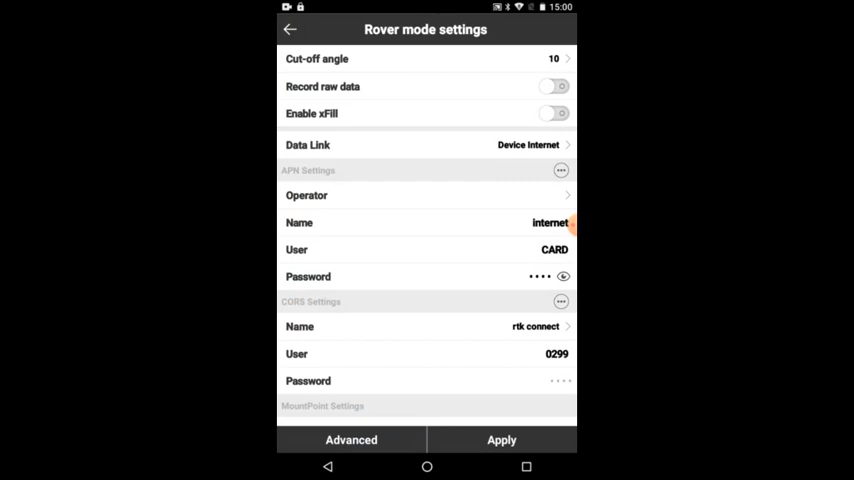 15:00
Rover mode settings
Cut-off angle 10
Record raw data
Enable xFill
Data Link Device Internet
APN Settings
Operator
Name internet
User CARD
Password ••••
CORS Settings
Name rtk connect
User 0299
Password ••••
MountPoint Settings
Advanced Apply